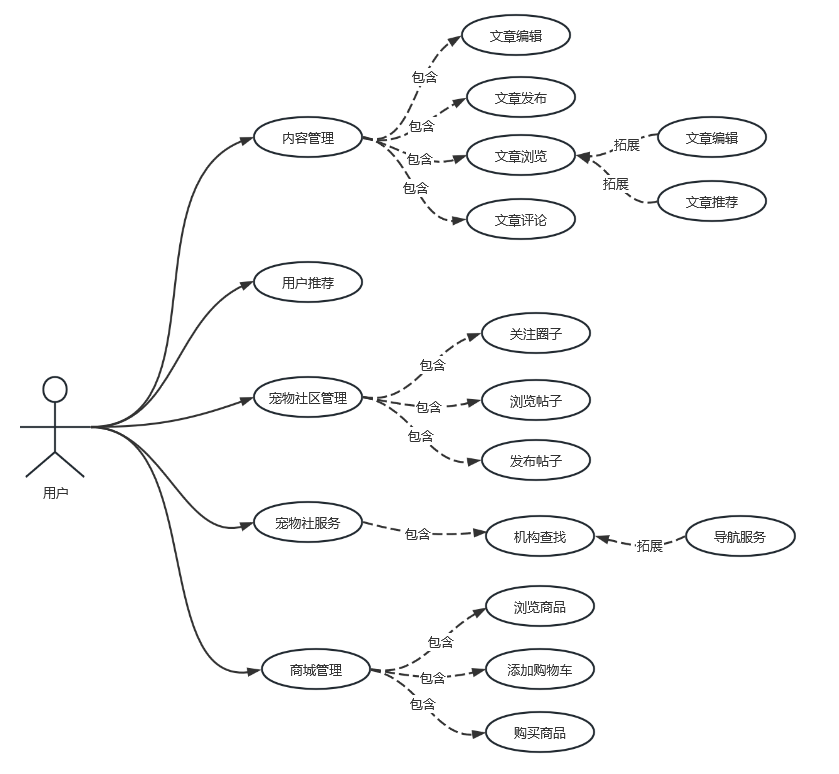 文章编辑
包含
文章发布
包含
内容管理
文章编辑
拓展
文章浏览
包含
拓展
包含
文章推荐
文章评论
用户推荐
关注圈子
包含
宠物社区管理
浏览帖子
包含
包含
发布帖子
用户
宠物社服务
包含
机构查找
拓展
导航服务
浏览商品
包含
商城管理
添加购物车
包含
包含
购买商品